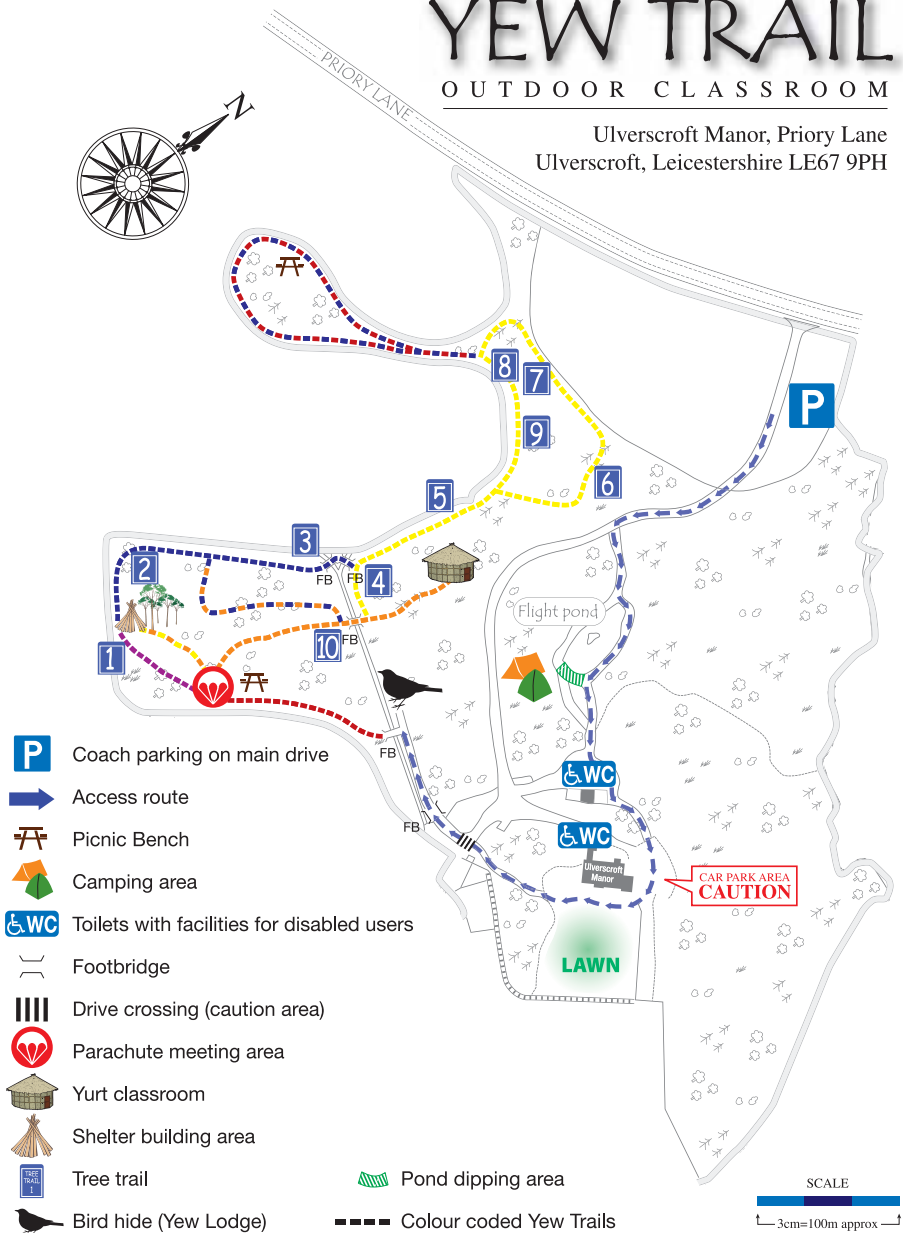 YEW TRAIL
OUTDOOR CLASSROOM
Ulverscroft Manor, Priory Lane
Ulverscroft, Leicestershire LE67 9PH
PRIORY LANE
N
P
8
7
9
6
5
3
2
4
10
1
FB
FB
FB
FB
FB
Flight pond
WC
WC
Ulverscroft
Manor
CAR PARK AREA
CAUTION
LAWN
P Coach parking on main drive
Access route
Picnic Bench
Camping area
WC Toilets with facilities for disabled users
Footbridge
Drive crossing (caution area)
Parachute meeting area
Yurt classroom
Shelter building area
TREE
TRAIL
1
Tree trail
Bird hide (Yew Lodge)
Pond dipping area
Colour coded Yew Trails
SCALE
3cm=100m approx